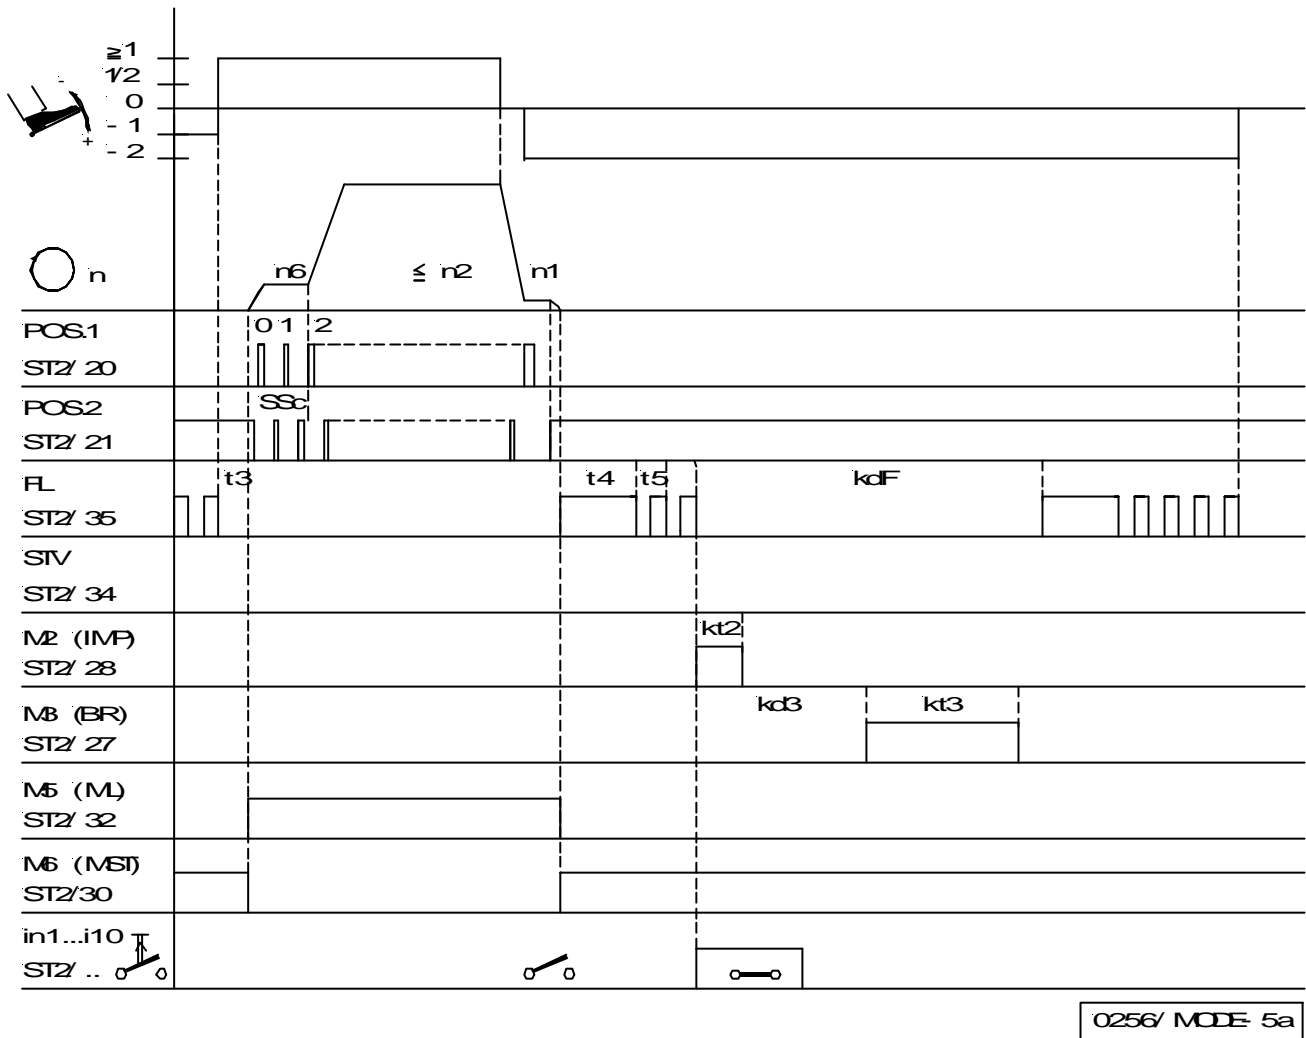 ≧1
1/2
0
- 1
- 2
-
+
n
n6
≦ n2
n1
POS.1
0 1 2
ST2/ 20
POS.2
SSc
ST2/ 21
FL
t3
t4
t5
kdF
ST2/ 35
STV
ST2/ 34
M2 (IMP)
kt2
ST2/ 28
M3 (BR)
kd3
kt3
ST2/ 27
M5 (ML)
ST2/ 32
M6 (MST)
ST2/30
in1...i10
ST2/ ..
0256/ MODE- 5a